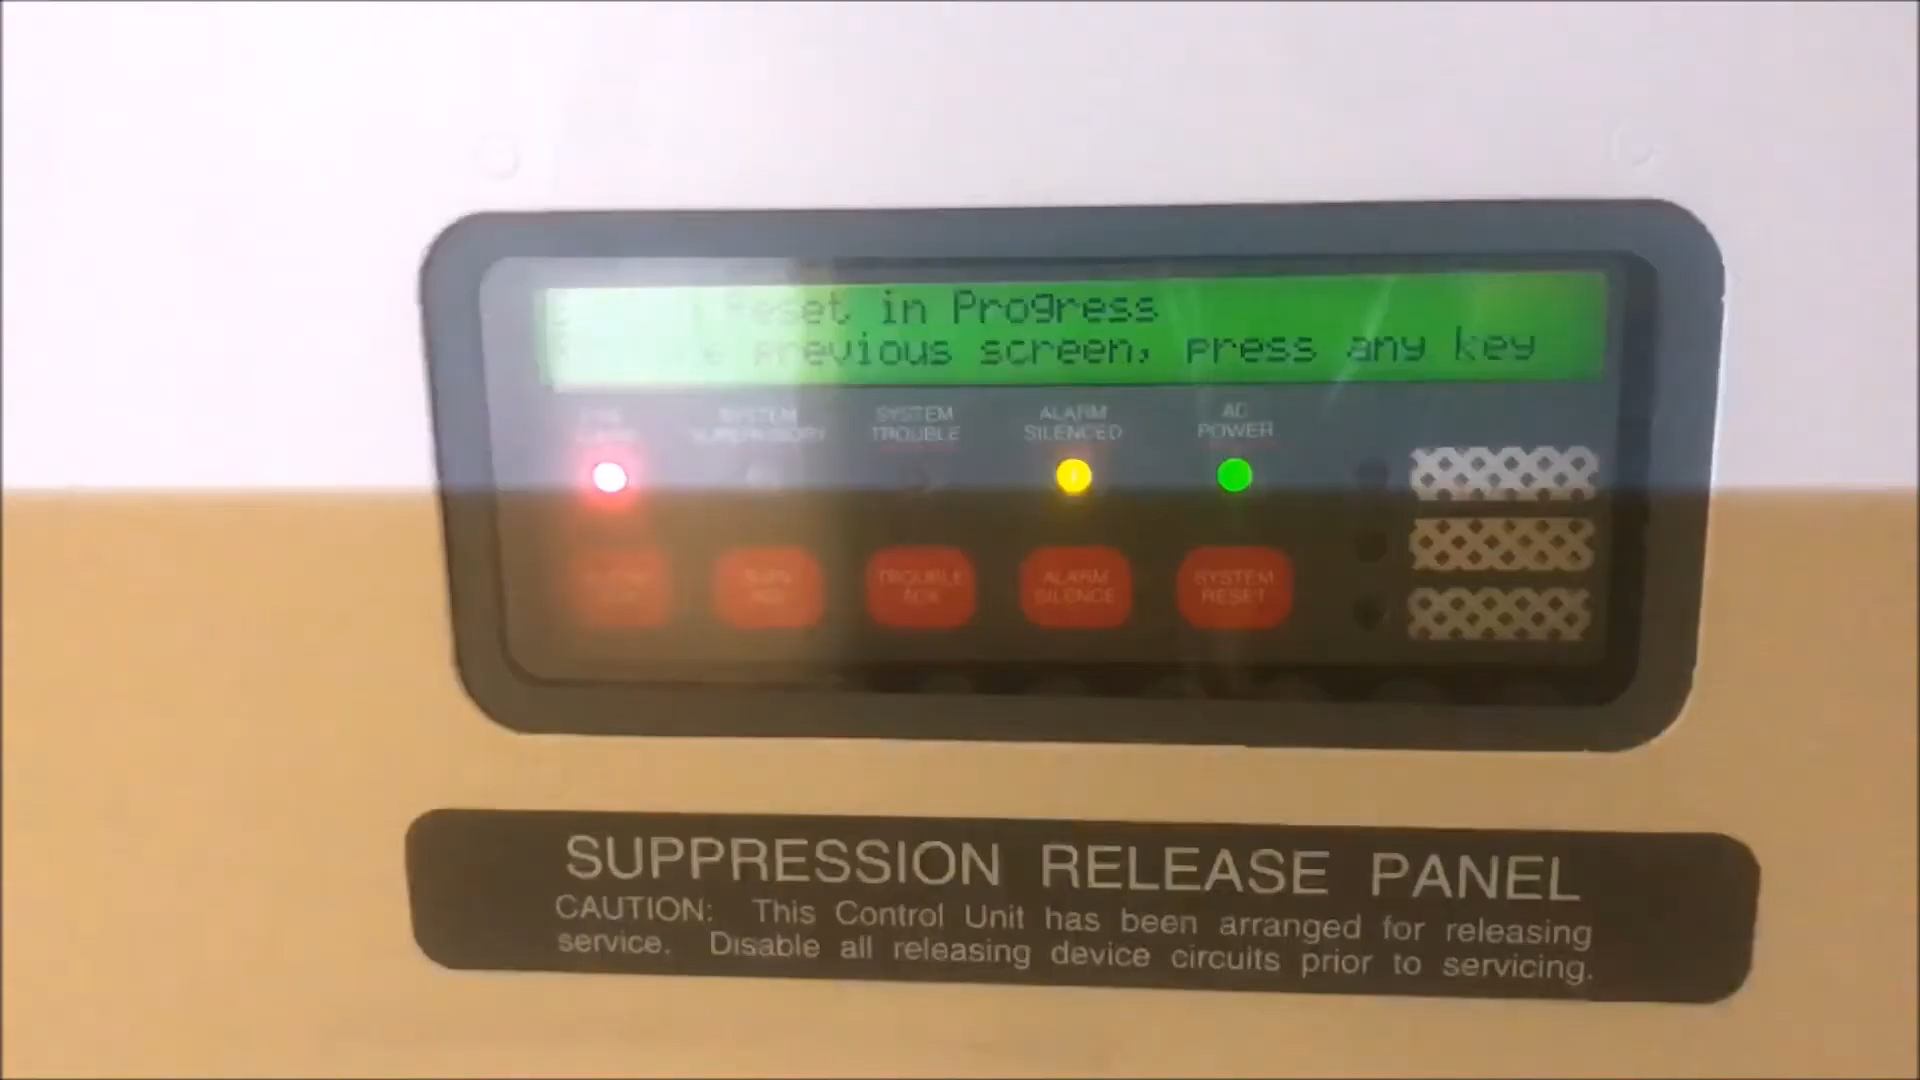 Reset in Progress
previous screen, press any key
SYSTEM SUPERVISORY
SYSTEM TROUBLE
ALARM SILENCED
AC POWER
TROUBLE ACK
ALARM SILENCE
SYSTEM RESET
SUPPRESSION RELEASE PANEL
CAUTION: This Control Unit has been arranged for releasing
service. Disable all releasing device circuits prior to servicing.